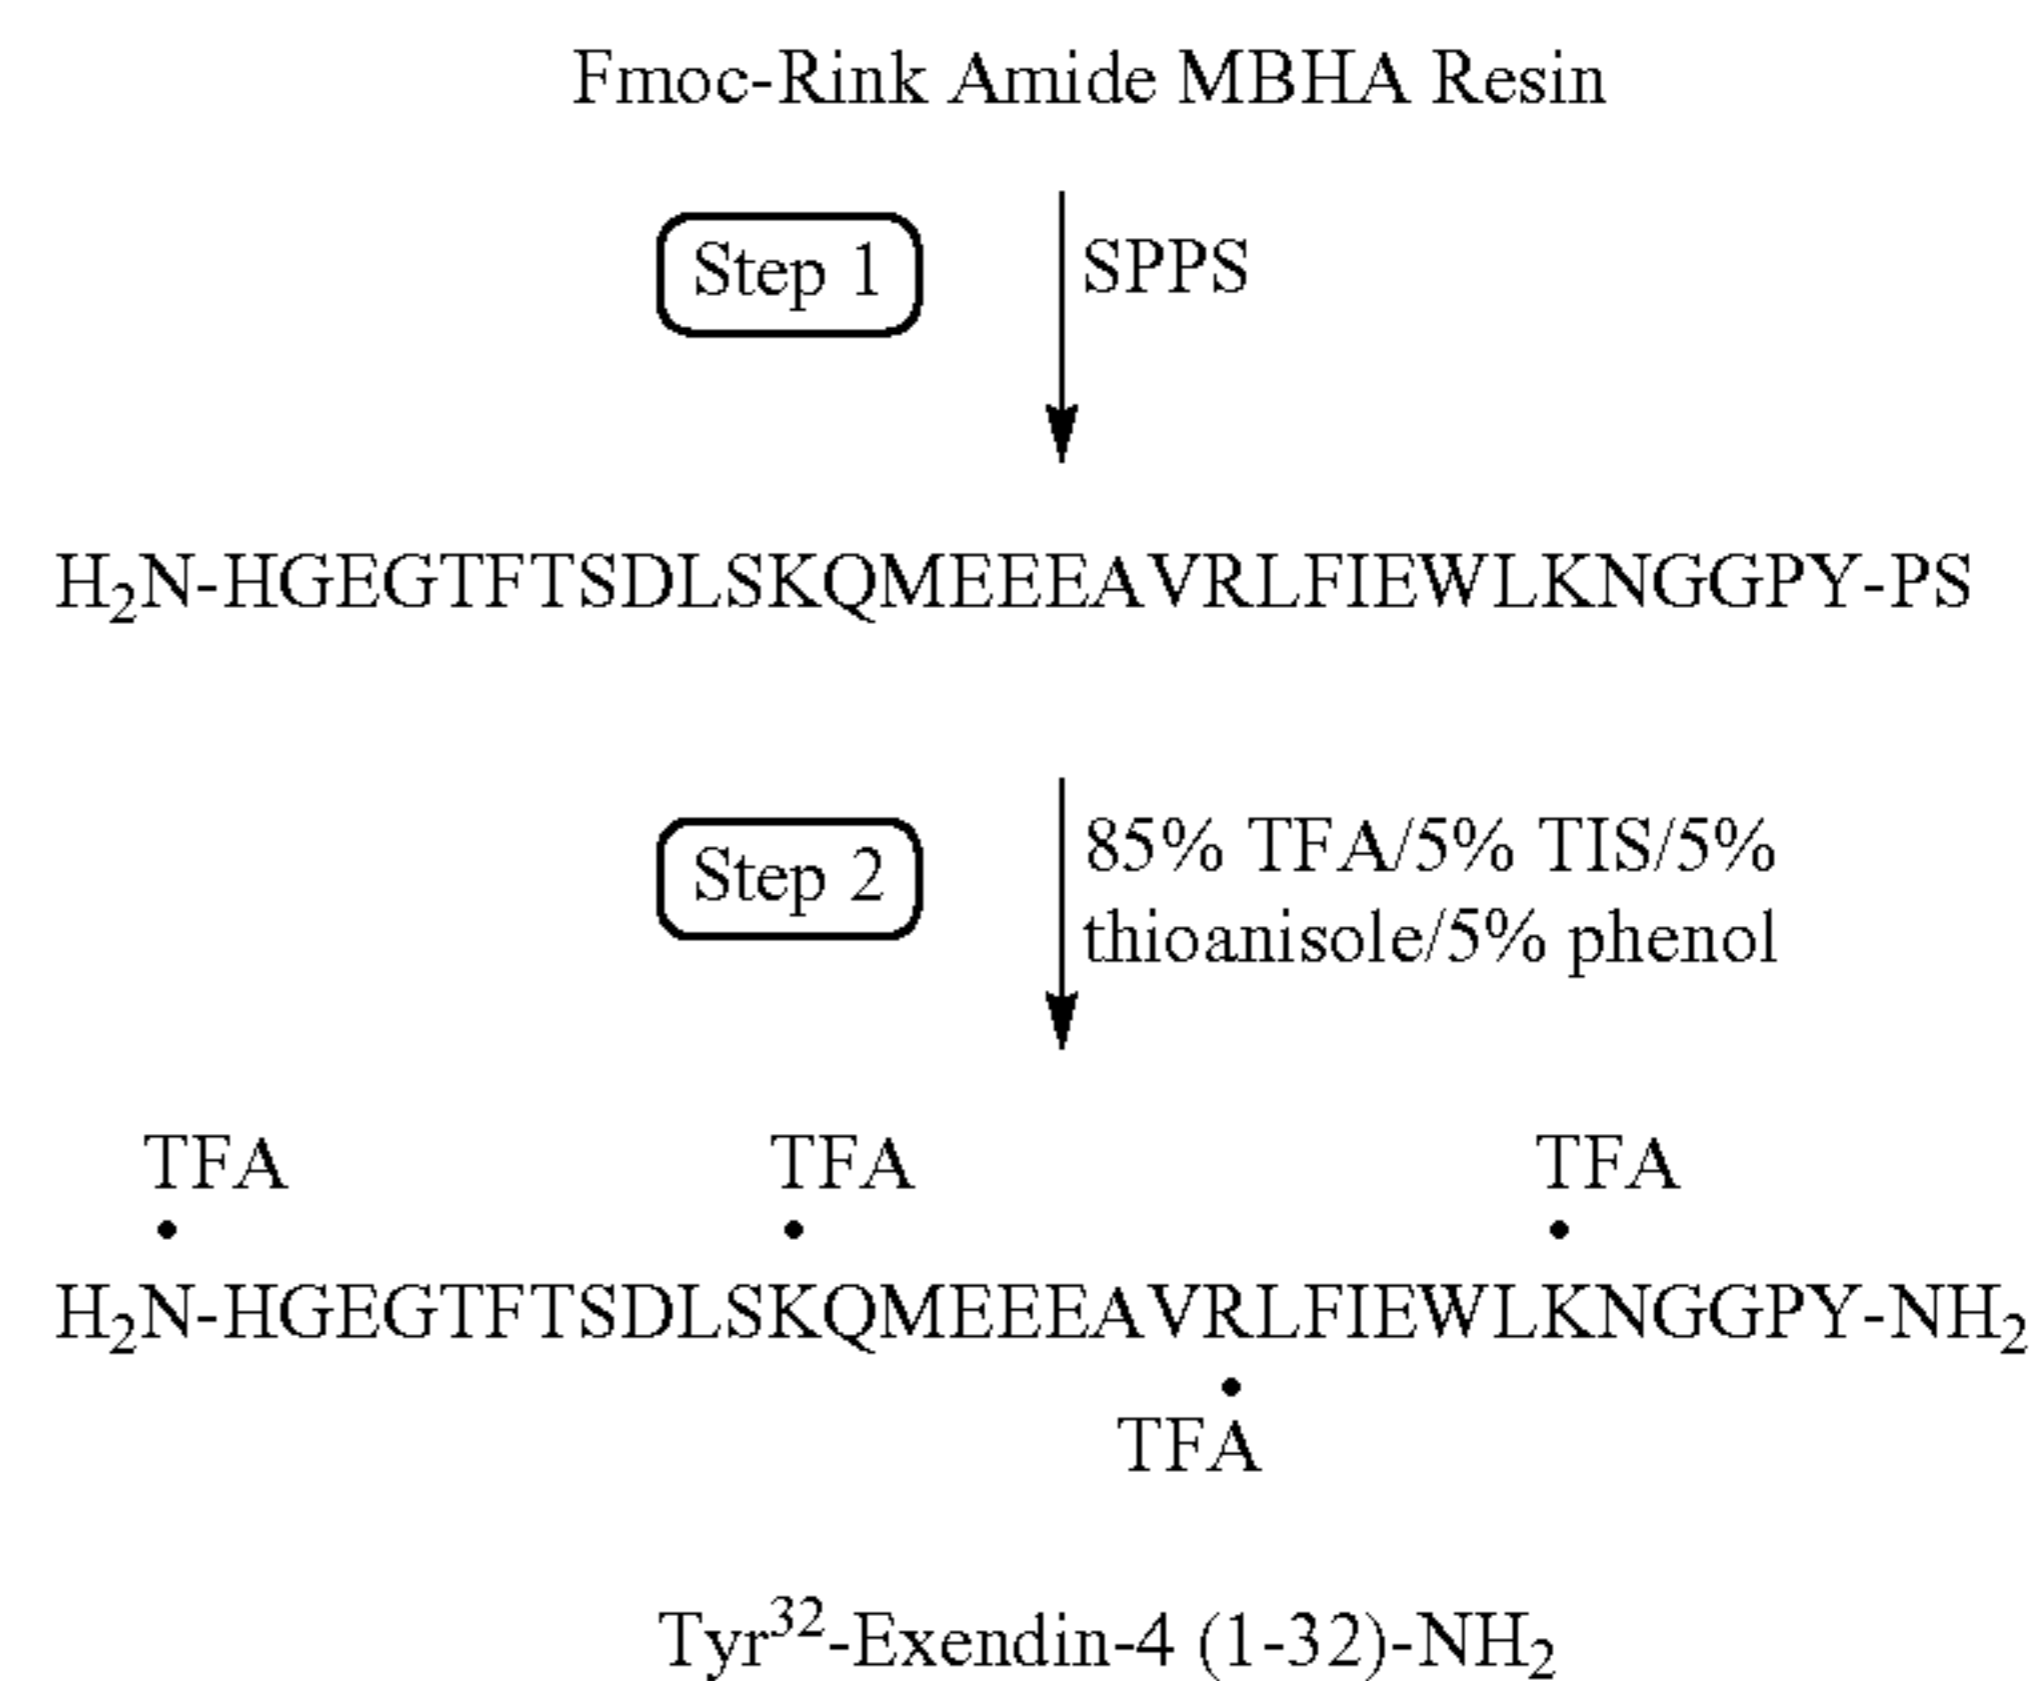 Fmoc-Rink Amide MBHA Resin
Step 1
SPPS
H₂N-HGEGTFTSDLSKQMEEEAVRLFIEWLKNGGPY-PS
Step 2
85% TFA/5% TIS/5%
thioanisole/5% phenol
TFA TFA TFA
• • •
H₂N-HGEGTFTSDLSKQMEEEAVRLFIEWLKNGGPY-NH₂
•
TFA
Tyr³²-Exendin-4 (1-32)-NH₂